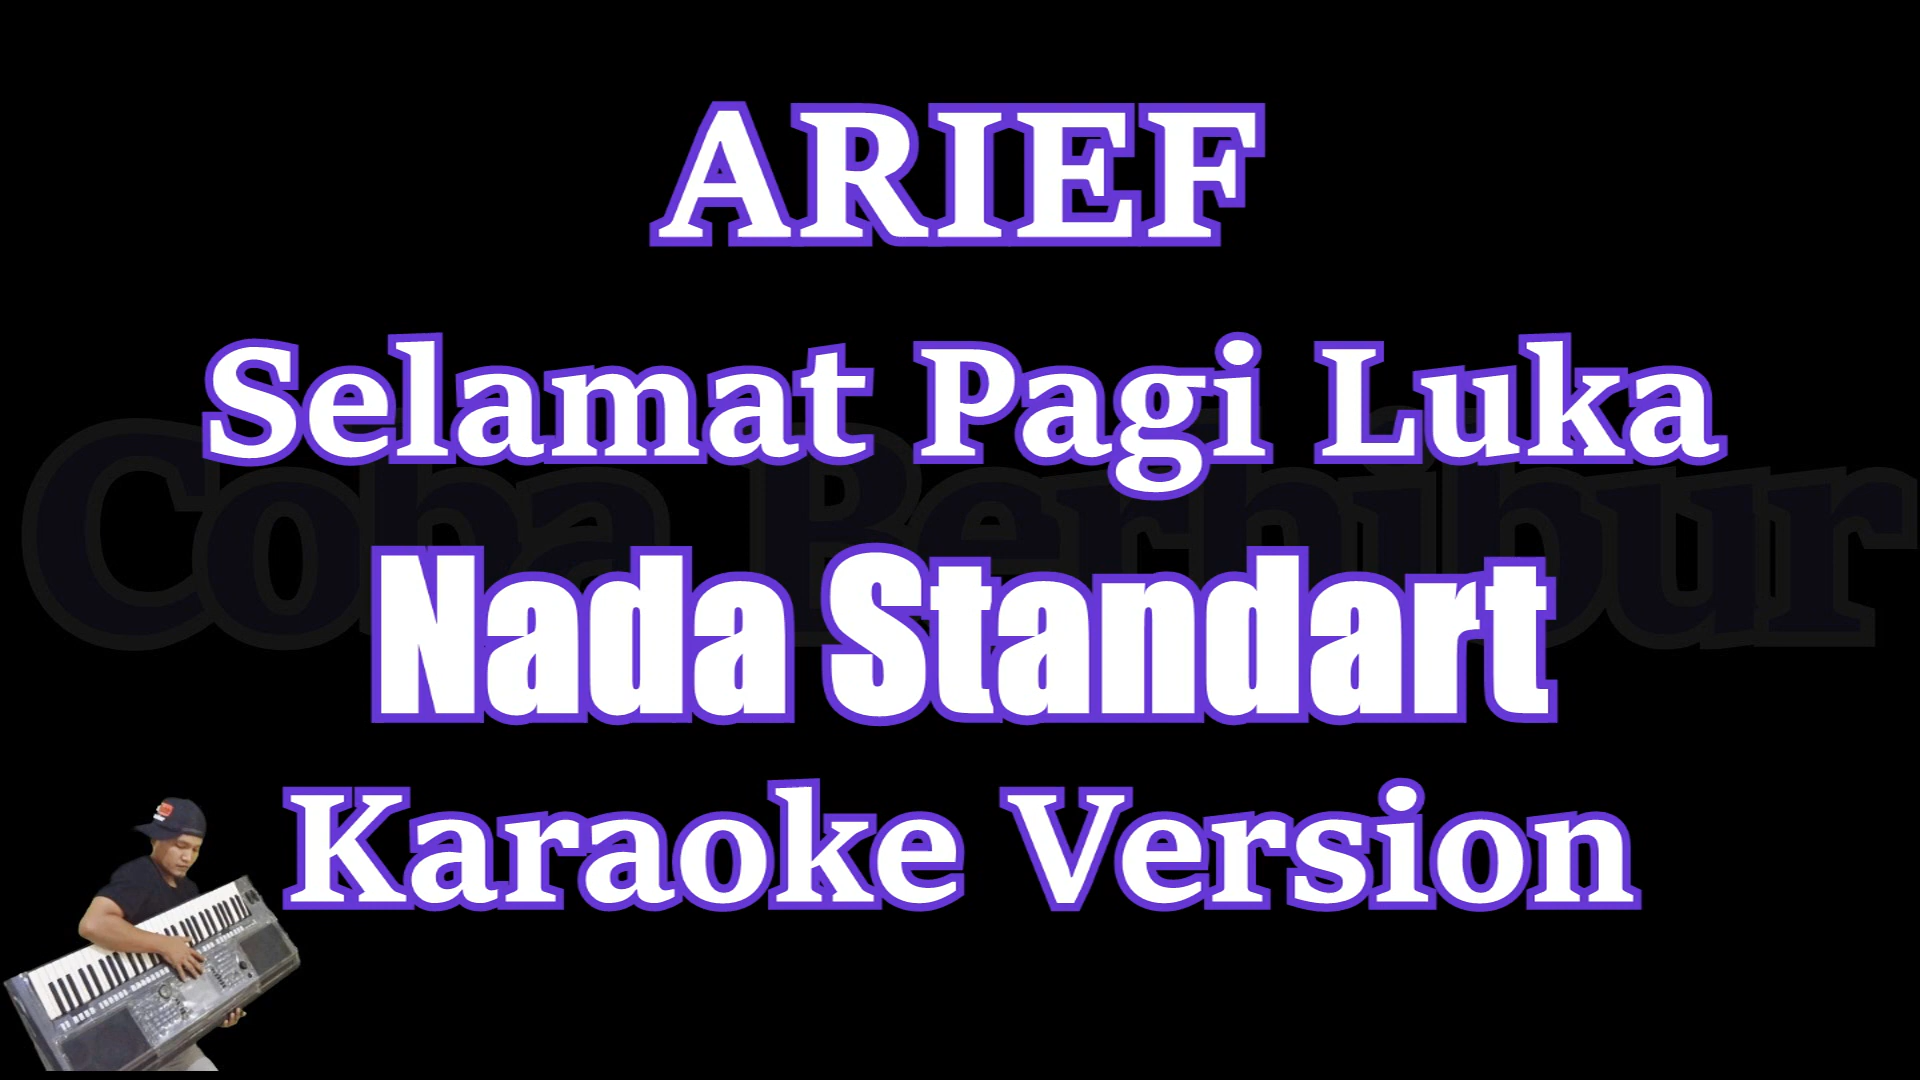 ARIEF
Selamat Pagi Luka
Coba Berhibur
Nada Standart
Karaoke Version